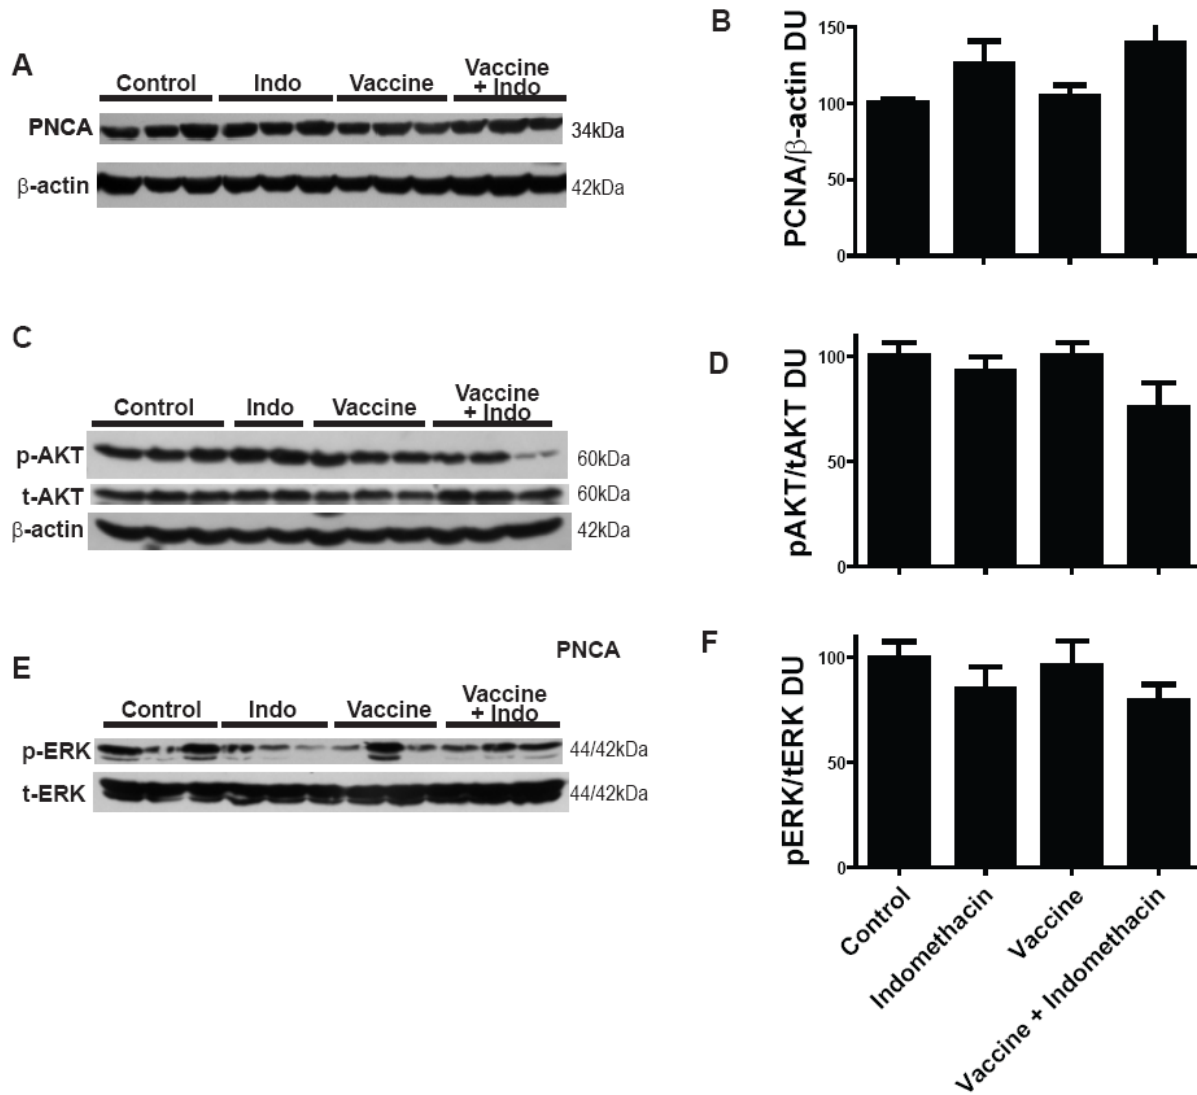 A
Control Indo Vaccine Vaccine + Indo
PNCA 34kDa
β-actin 42kDa
B
PCNA/β-actin DU
150
100
50
0
C
Control Indo Vaccine Vaccine + Indo
p-AKT 60kDa
t-AKT 60kDa
β-actin 42kDa
D
pAKT/tAKT DU
100
50
0
PNCA
E
Control Indo Vaccine Vaccine + Indo
p-ERK 44/42kDa
t-ERK 44/42kDa
F
pERK/tERK DU
100
50
0
Control
Indomethacin
Vaccine
Vaccine + Indomethacin